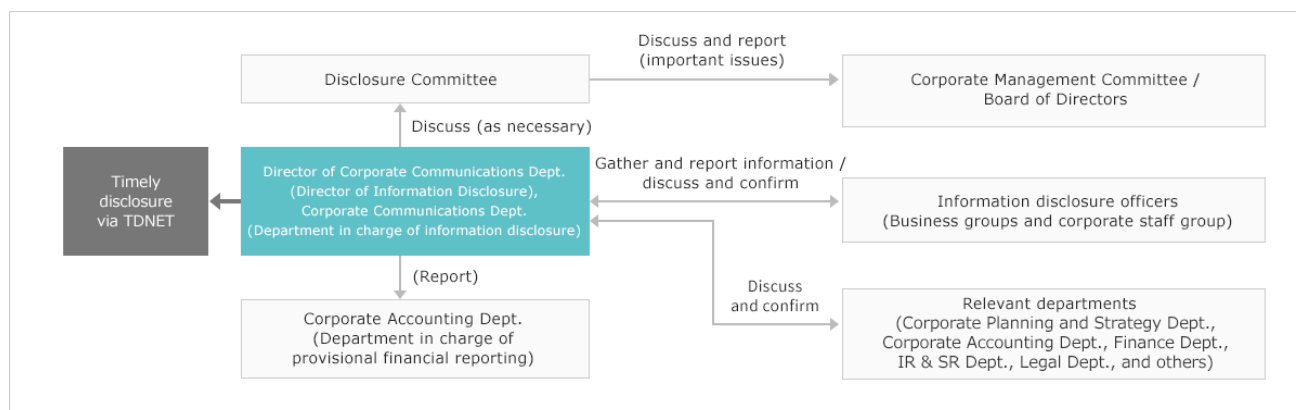 Discuss and report
(important issues)
Disclosure Committee
Corporate Management Committee /
Board of Directors
Discuss (as necessary)
Timely
disclosure
via TDNET
Director of Corporate Communications Dept.
(Director of Information Disclosure),
Corporate Communications Dept.
(Department in charge of information disclosure)
Gather and report information /
discuss and confirm
Information disclosure officers
(Business groups and corporate staff group)
(Report)
Discuss
and confirm
Corporate Accounting Dept.
(Department in charge of
provisional financial reporting)
Relevant departments
(Corporate Planning and Strategy Dept.,
Corporate Accounting Dept., Finance Dept.,
IR & SR Dept., Legal Dept., and others)